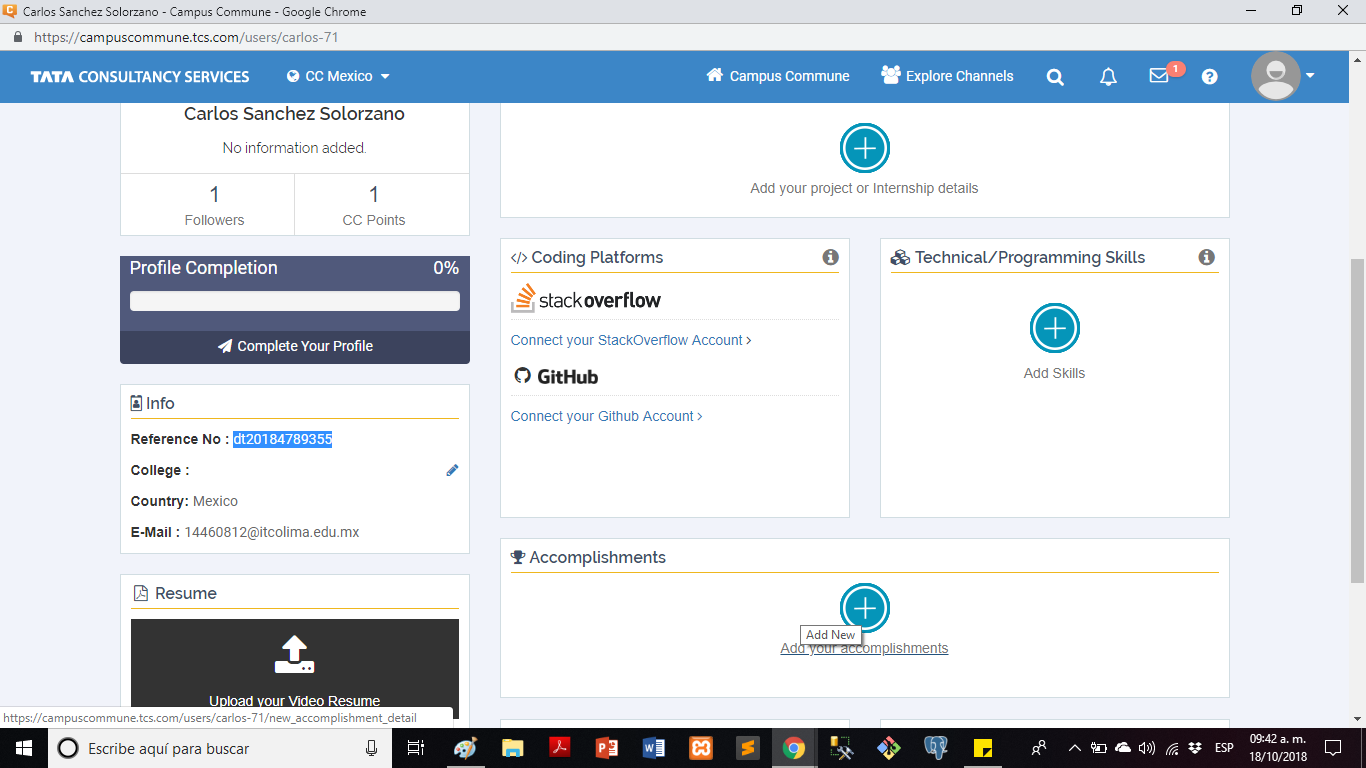 Carlos Sanchez Solorzano - Campus Commune - Google Chrome
https://campuscommune.tcs.com/users/carlos-71
TATA CONSULTANCY SERVICES
CC Mexico
Campus Commune
Explore Channels
1
Carlos Sanchez Solorzano
No information added.
1
Followers
1
CC Points
Profile Completion 0%
Complete Your Profile
Info
Reference No : dt20184789355
College :
Country: Mexico
E-Mail : 14460812@itcolima.edu.mx
Resume
Upload your Video Resume
Add your project or Internship details
</> Coding Platforms
stackoverflow
Connect your StackOverflow Account >
GitHub
Connect your Github Account >
Technical/Programming Skills
Add Skills
Accomplishments
Add New
Add your accomplishments
https://campuscommune.tcs.com/users/carlos-71/new_accomplishment_detail
Escribe aquí para buscar
ESP
09:42 a. m.
18/10/2018